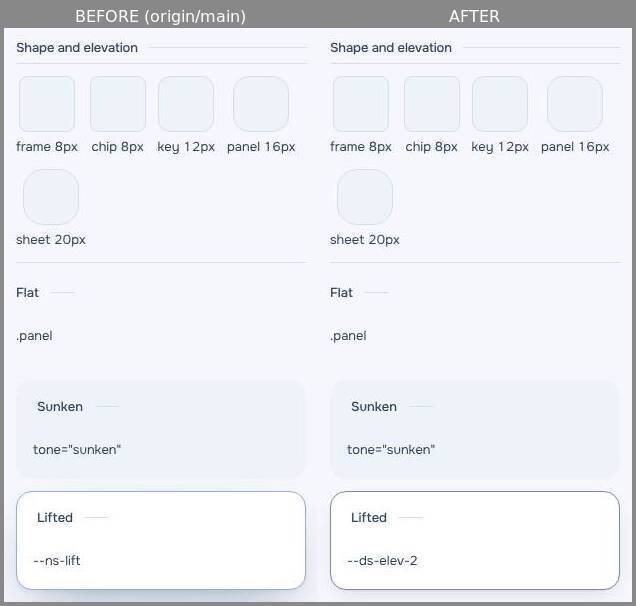 BEFORE (origin/main) AFTER
Shape and elevation Shape and elevation
frame 8px chip 8px key 12px panel 16px frame 8px chip 8px key 12px panel 16px
sheet 20px sheet 20px
Flat Flat
.panel .panel
Sunken Sunken
tone="sunken" tone="sunken"
Lifted Lifted
--ns-lift --ds-elev-2